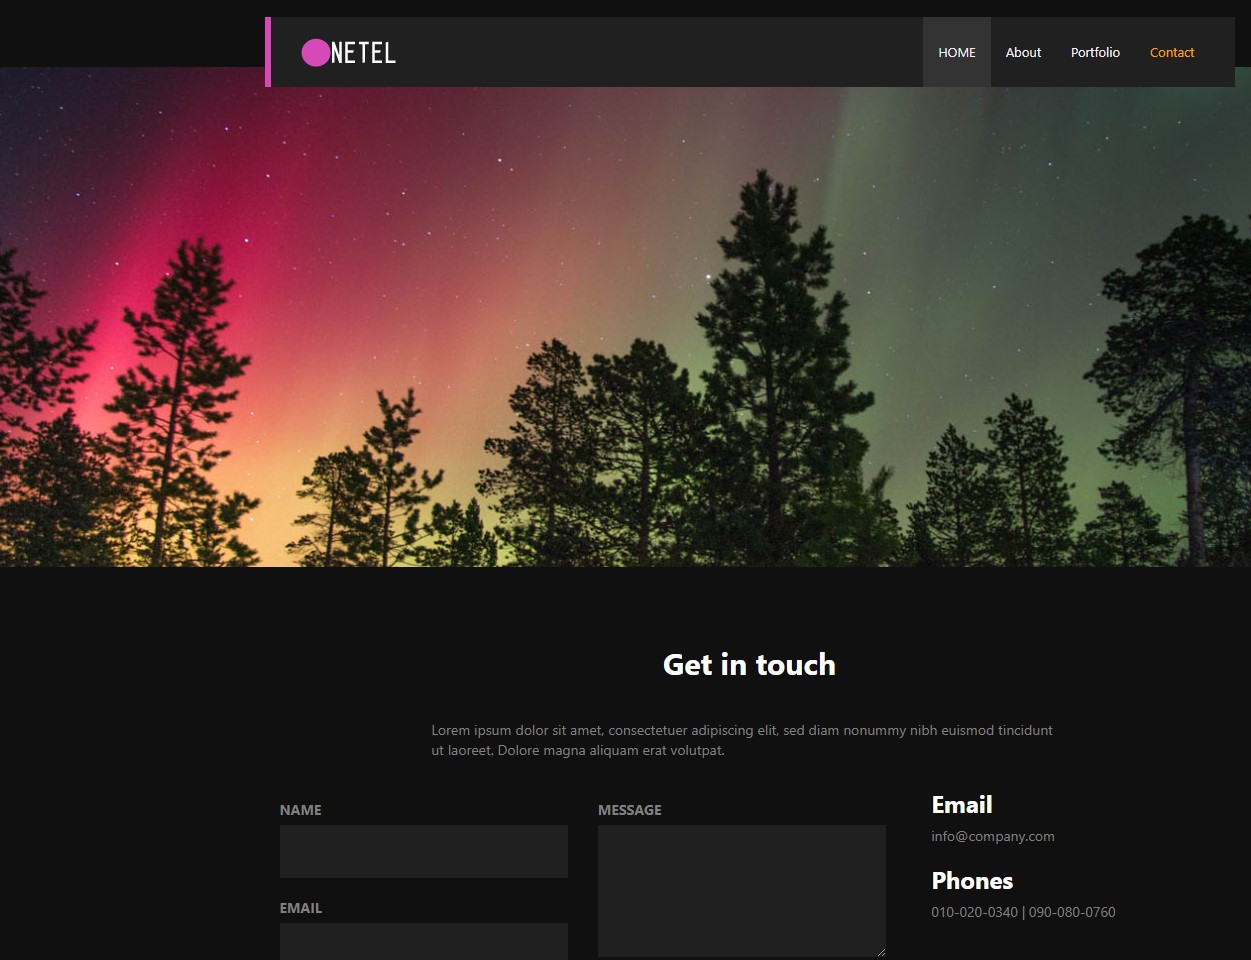 NETEL
HOME About Portfolio Contact
Get in touch
Lorem ipsum dolor sit amet, consectetuer adipiscing elit, sed diam nonummy nibh euismod tincidunt
ut laoreet. Dolore magna aliquam erat volutpat.
NAME
MESSAGE
EMAIL
Email
info@company.com
Phones
010-020-0340 | 090-080-0760